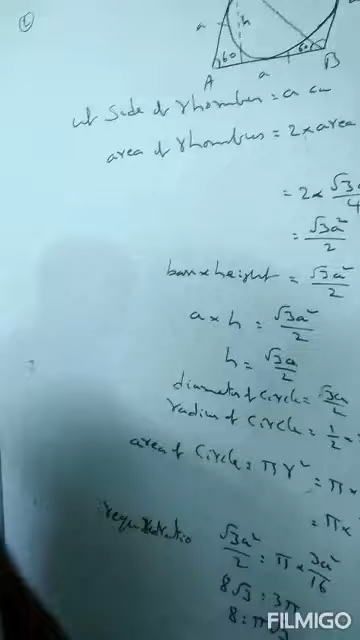 a
h
60
60
A
a
B
let side of rhombus = a cm
area of rhombus = 2 × area
= 2 × √3a
4
= √3a²/2
base × height = √3a²/2
a × h = √3a²/2
h = √3a/2
diameter of circle = √3a/2
radius of circle = 1/2 ×
area of circle = πr² = π ×
= π ×
required ratio √3a²/2 : π × 3a²/16
8√3 : 3π
8 : π√3
FILMIGO